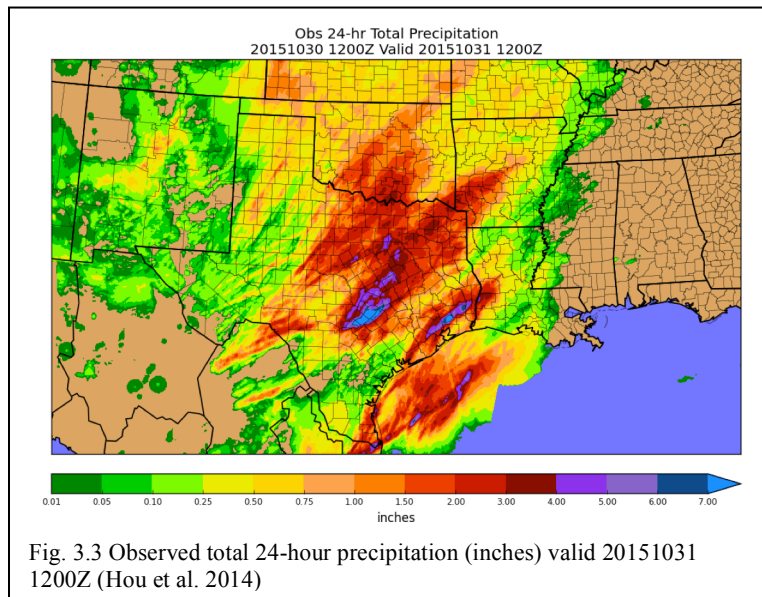 Obs 24-hr Total Precipitation
20151030 1200Z Valid 20151031 1200Z
0.01 0.05 0.10 0.25 0.50 0.75 1.00 1.50 2.00 3.00 4.00 5.00 6.00 7.00
inches
Fig. 3.3 Observed total 24-hour precipitation (inches) valid 20151031
1200Z (Hou et al. 2014)